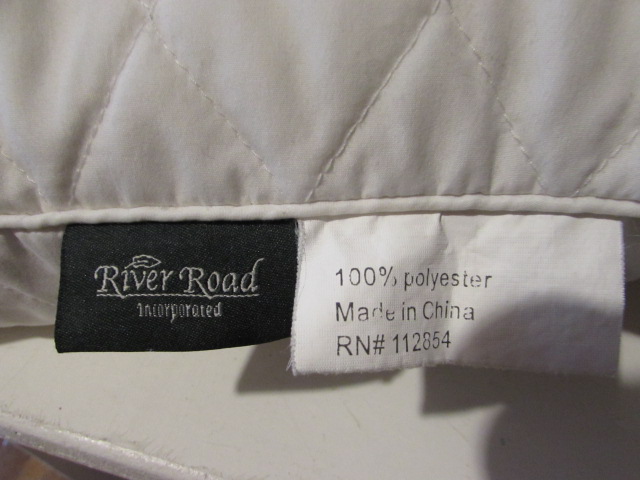 River Road
Incorporated
100% polyester
Made in China
RN# 112854